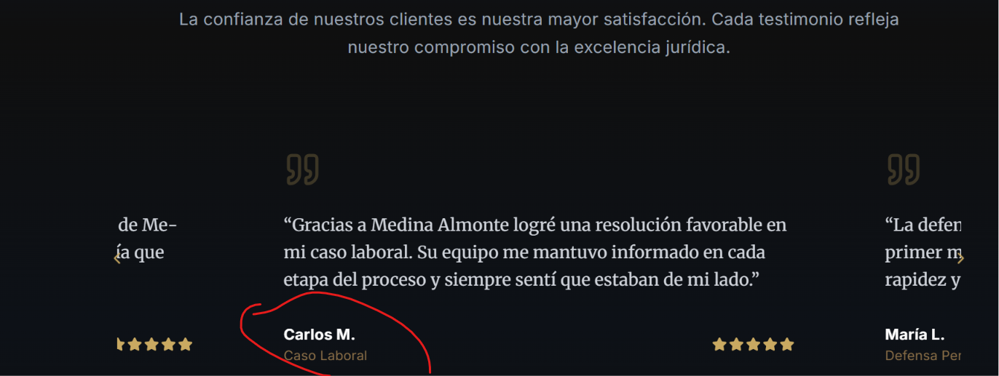 La confianza de nuestros clientes es nuestra mayor satisfacción. Cada testimonio refleja
nuestro compromiso con la excelencia jurídica.
de Me-
ía que
“Gracias a Medina Almonte logré una resolución favorable en
mi caso laboral. Su equipo me mantuvo informado en cada
etapa del proceso y siempre sentí que estaban de mi lado.”
Carlos M.
Caso Laboral
“La defen
primer m
rapidez y
María L.
Defensa Per